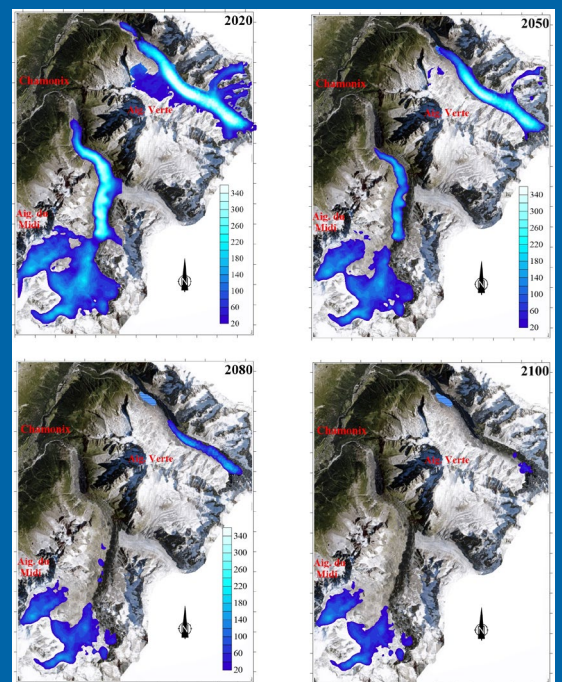 2020
Chamonix
Aig. Verte
Aig. du
Midi
340
300
260
220
180
140
100
60
20
N
2050
Chamonix
Aig. Verte
Aig. du
Midi
340
300
260
220
180
140
100
60
20
N
2080
Chamonix
Aig. Verte
Aig. du
Midi
340
300
260
220
180
140
100
60
20
N
2100
Chamonix
Aig. Verte
Aig. du
Midi
N